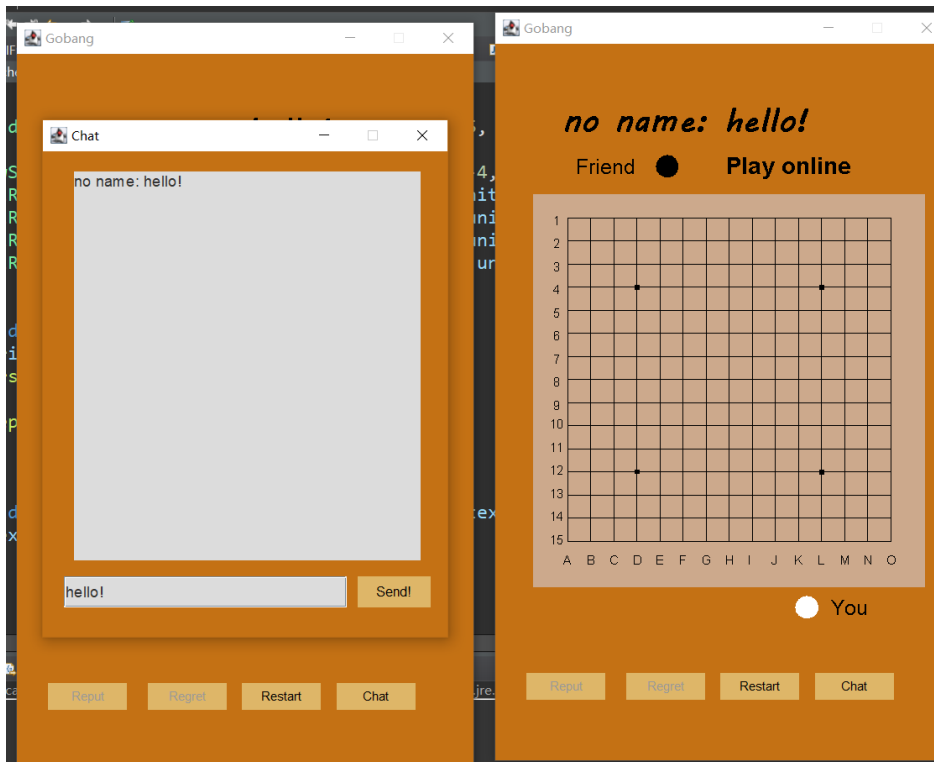 Gobang
Chat
no name: hello!
hello!
Send!
Reput
Regret
Restart
Chat
Gobang
no name: hello!
Friend
Play online
1
2
3
4
5
6
7
8
9
10
11
12
13
14
15
A B C D E F G H I J K L M N O
You
Reput
Regret
Restart
Chat